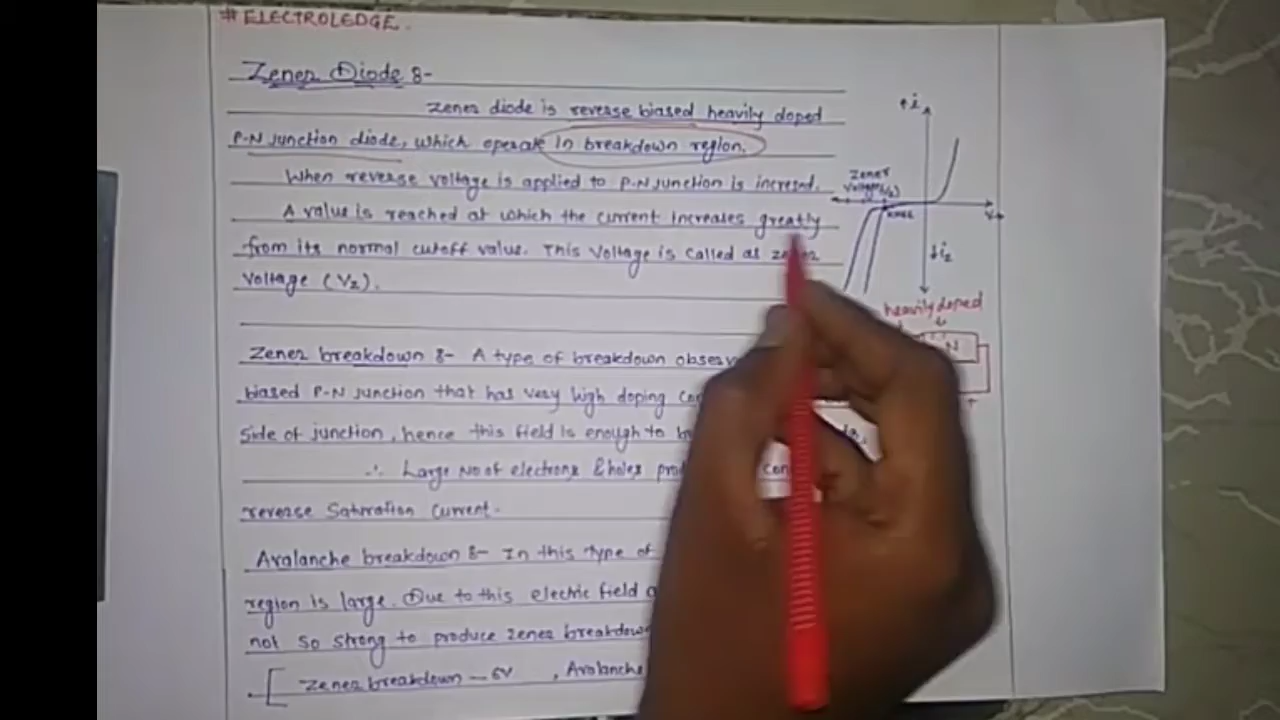 #ELECTROLEDGE.
Zener Diode :-
Zener diode is reverse biased heavily doped
P-N junction diode, which operate in breakdown region.
When reverse voltage is applied to P-N junction is incresed.
A value is reached at which the current increases greatly
from its normal cutoff value. This voltage is called as zener
Voltage (Vz).
Zener breakdown :- A type of breakdown
biased P-N junction that has very high doping
Side of junction, hence this field is enough to
∴ Large No of electrons & holes
reverse Saturation Current.
Avalanche breakdown :- In this type of
region is large. Due to this electric field
not so strong to produce zener breakdown
[ Zener breakdown — 6V , Avalanche
↑i
Zener
Voltage(Vz)
knee
V→
↓iz
heavily doped
N
+